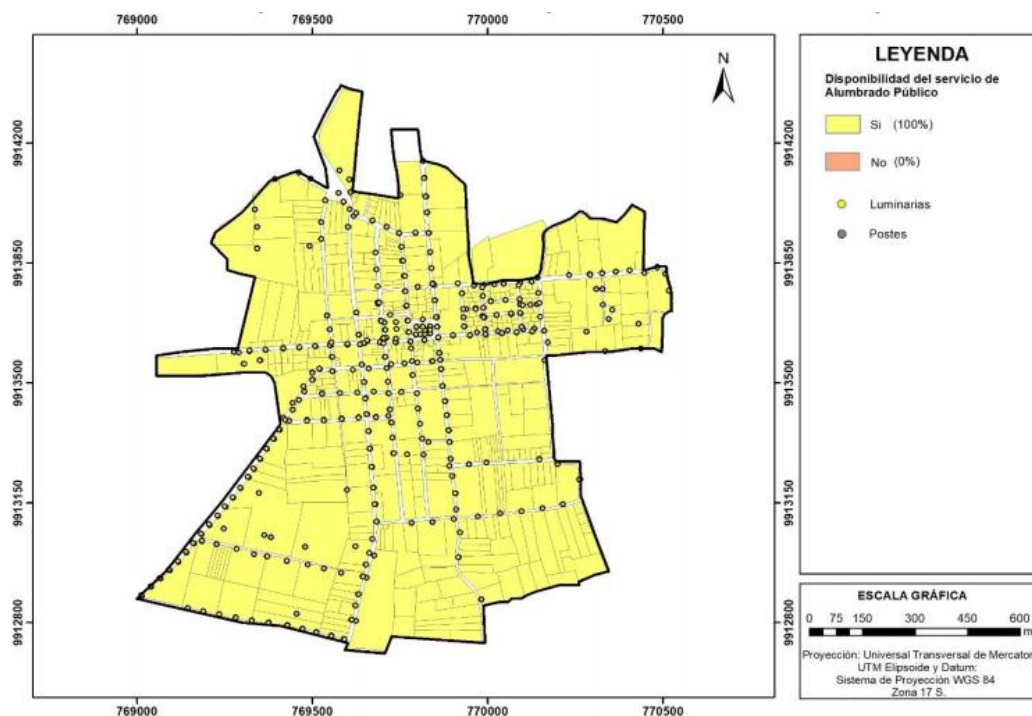 769000 769500 770000 770500
N
9914200 9914200
9913850 9913850
9913500 9913500
9913150 9913150
9912800 9912800
769000 769500 770000 770500
LEYENDA
Disponibilidad del servicio de
Alumbrado Público
Si (100%)
No (0%)
Luminarias
Postes
ESCALA GRÁFICA
0 75 150 300 450 600
m
Proyección: Universal Transversal de Mercator
UTM Elipsoide y Datum:
Sistema de Proyección WGS 84
Zona 17 S.